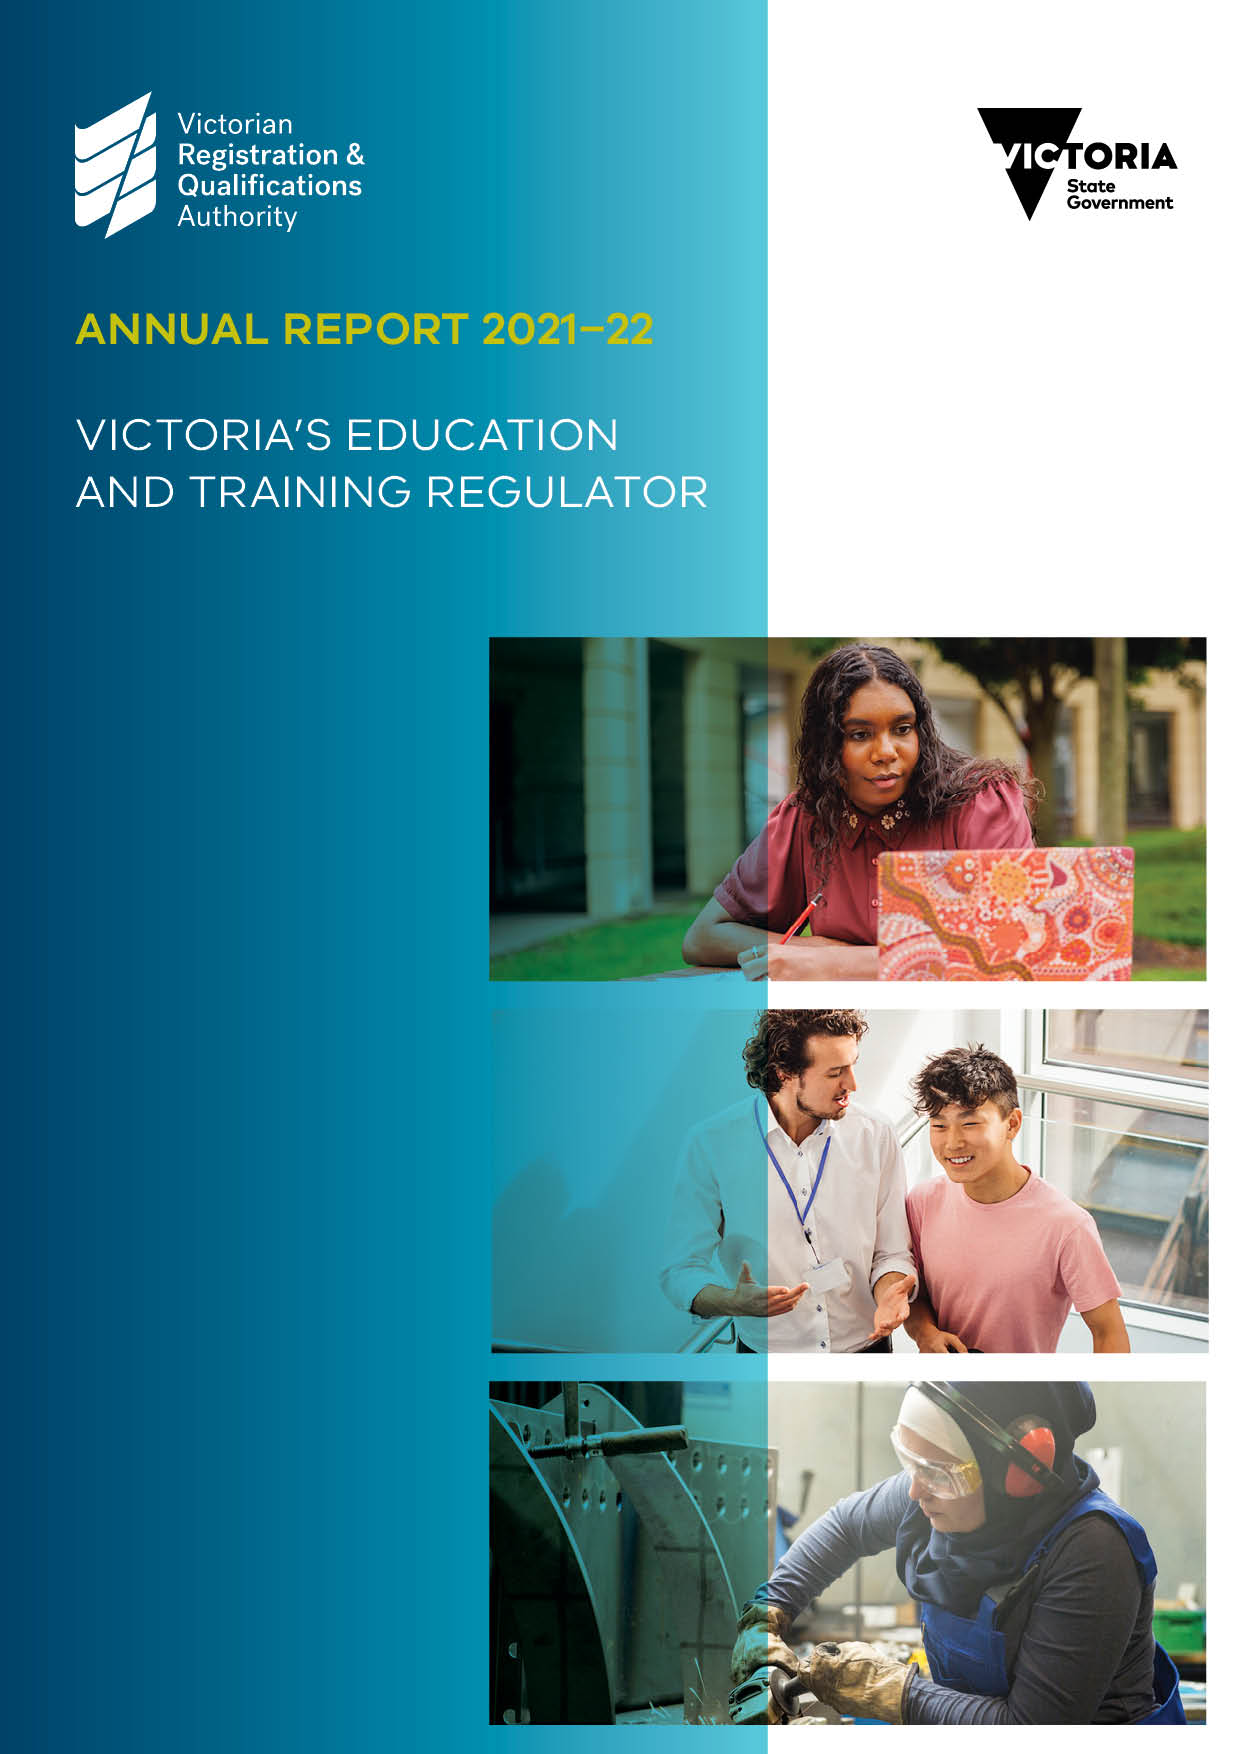 Victorian
Registration &
Qualifications
Authority
VICTORIA
State
Government
ANNUAL REPORT 2021–22
VICTORIA’S EDUCATION
AND TRAINING REGULATOR